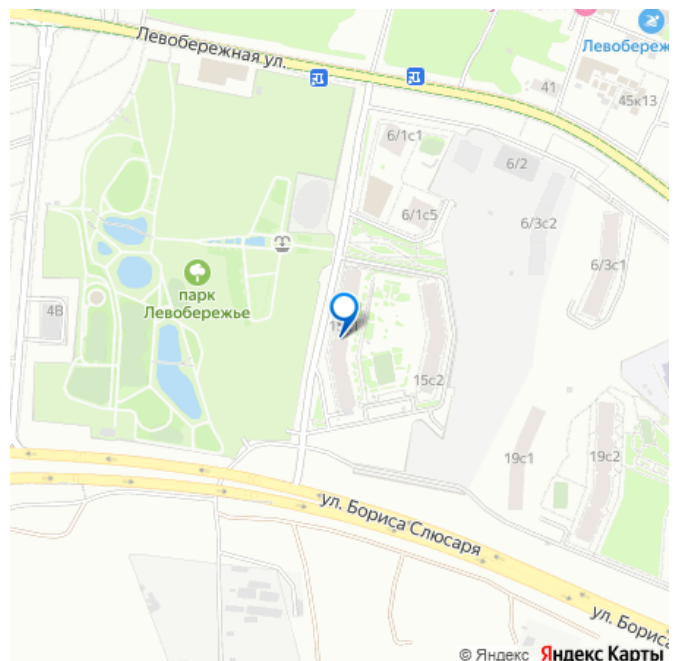 Левобережная ул.
Левобереж
41
45к13
6/1с1
6/2
6/1с5
6/3с2
6/3с1
парк
Левобережье
4В
15с2
19с1
19с2
ул. Бориса Слюсаря
ул. Бориса
© Яндекс Яндекс Карты